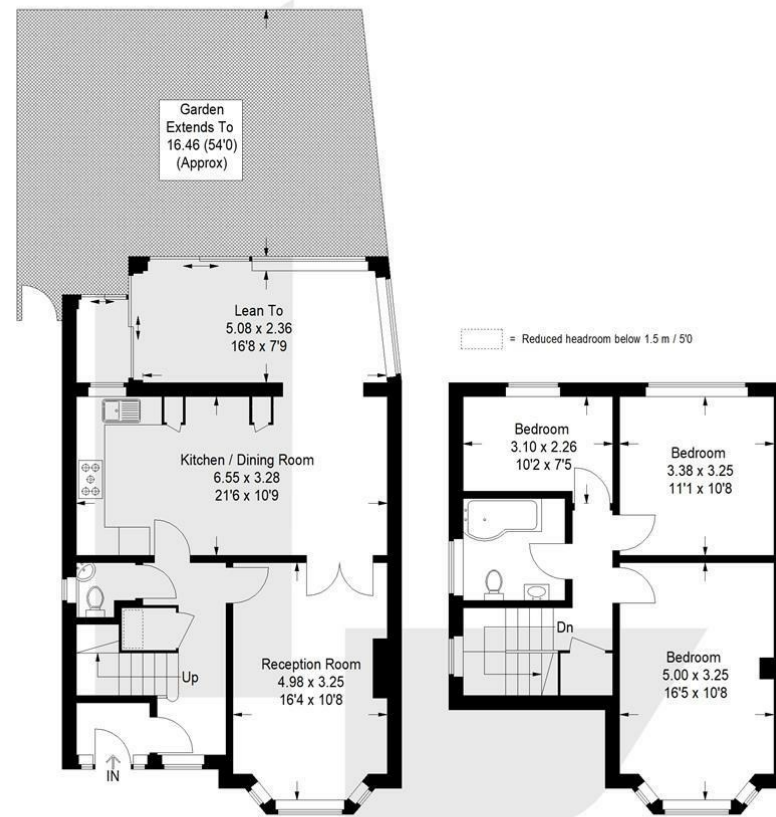 Garden
Extends To
16.46 (54'0)
(Approx)
Lean To
5.08 x 2.36
16'8 x 7'9
= Reduced headroom below 1.5 m / 5'0
Kitchen / Dining Room
6.55 x 3.28
21'6 x 10'9
Bedroom
3.10 x 2.26
10'2 x 7'5
Bedroom
3.38 x 3.25
11'1 x 10'8
Up
Reception Room
4.98 x 3.25
16'4 x 10'8
IN
Dn
Bedroom
5.00 x 3.25
16'5 x 10'8